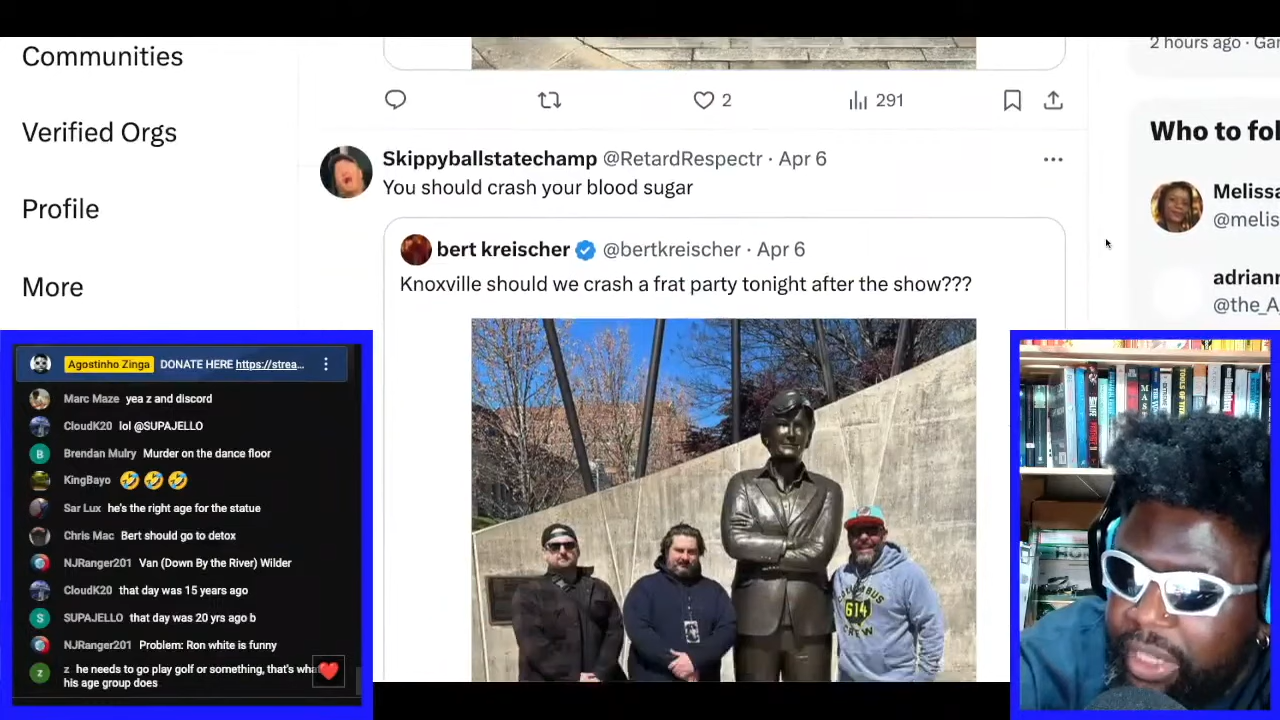 Communities
Verified Orgs
Profile
More
2 291
Skippyballstatechamp @RetardRespectr · Apr 6
You should crash your blood sugar
bert kreischer @bertkreischer · Apr 6
Knoxville should we crash a frat party tonight after the show???
COLUMBUS
614
CREW
2 hours ago · Gar
Who to fol
Melissa
@melis
adriann
@the_A
Agostinho Zinga DONATE HERE https://strea...
Marc Maze yea z and discord
CloudK20 lol @SUPAJELLO
B Brendan Mulry Murder on the dance floor
KingBayo 🤣🤣🤣
Sar Lux he's the right age for the statue
Chris Mac Bert should go to detox
NJRanger201 Van (Down By the River) Wilder
CloudK20 that day was 15 years ago
S SUPAJELLO that day was 20 yrs ago b
NJRanger201 Problem: Ron white is funny
z z he needs to go play golf or something, that's wha
his age group does
TOOLS OF TIT